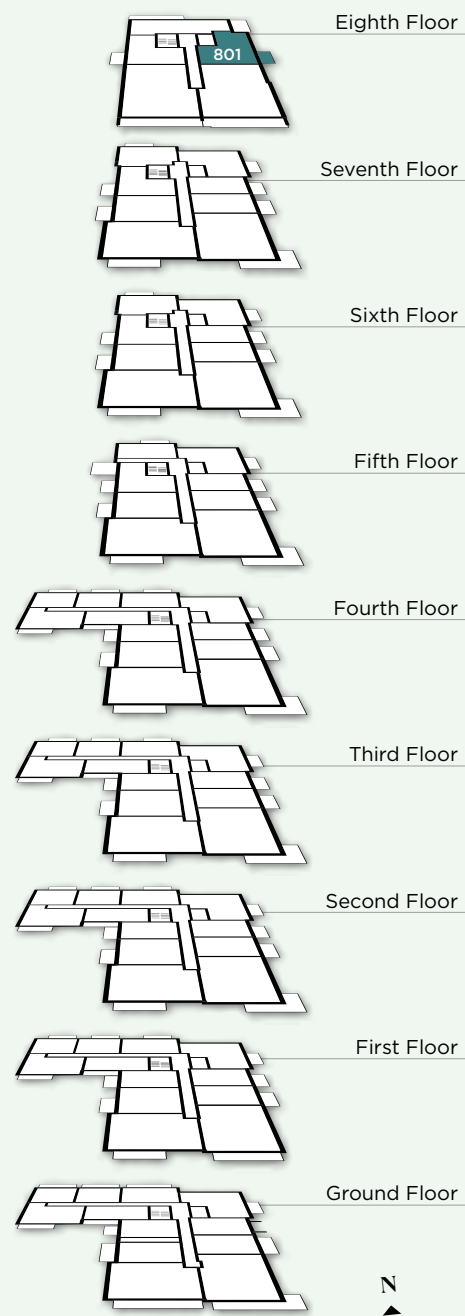 Eighth Floor
801
Seventh Floor
Sixth Floor
Fifth Floor
Fourth Floor
Third Floor
Second Floor
First Floor
Ground Floor
N